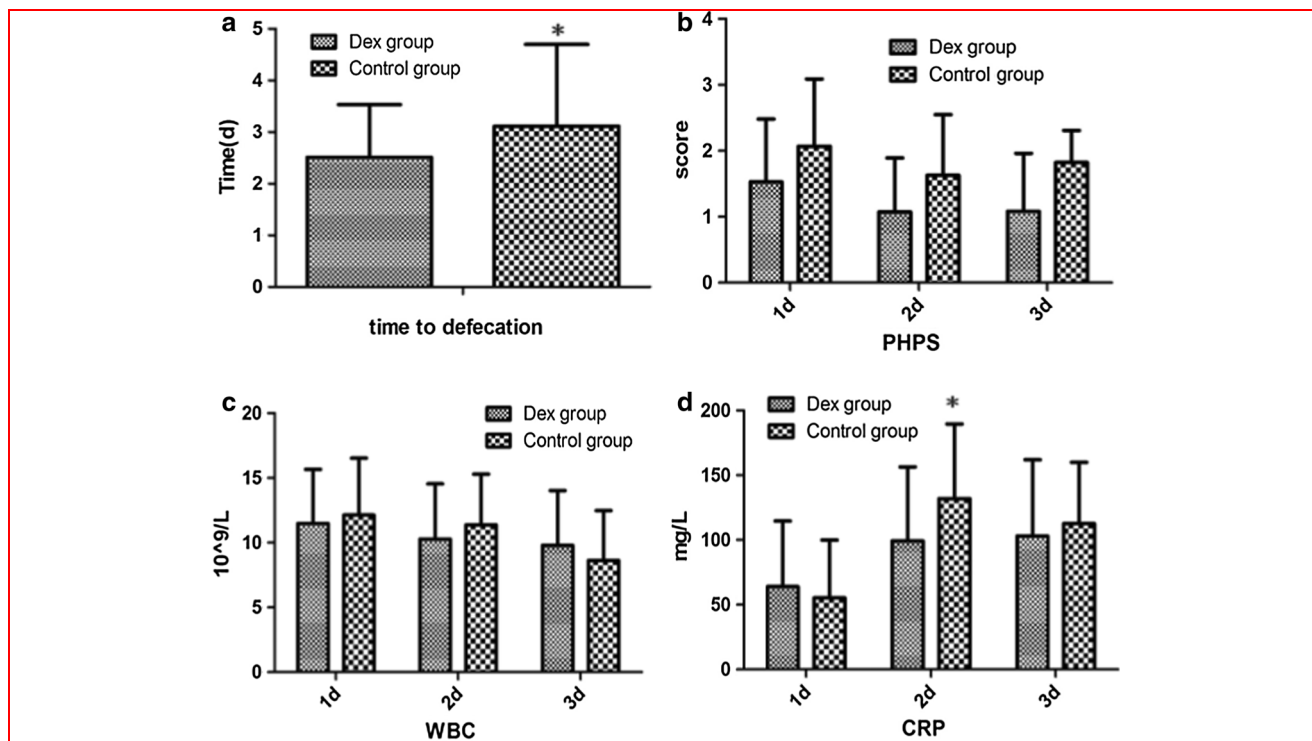 a
5
4
3
2
1
0
Time(d)
Dex group
Control group
*
time to defecation
b
4
3
2
1
0
score
Dex group
Control group
1d
2d
3d
PHPS
c
20
15
10
5
0
10^9/L
Dex group
Control group
1d
2d
3d
WBC
d
200
150
100
50
0
mg/L
Dex group
Control group
*
1d
2d
3d
CRP